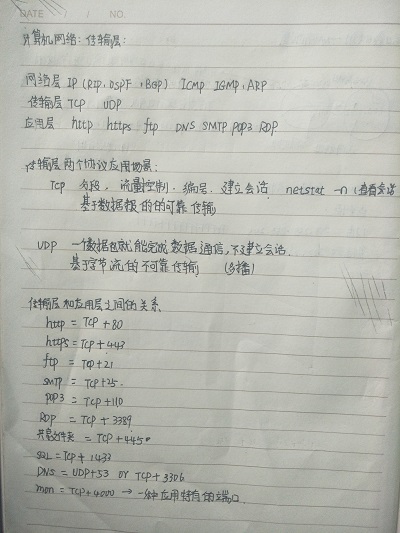 DATE / / NO.
计算机网络:传输层:
网络层 IP (RIP,OSPF,BGP) ICMP IGMP,ARP
传输层 TCP UDP
应用层 http https ftp DNS SMTP POP3 RDP
传输层两个协议应用场景:
TCP 分段,流量控制.编号.建立会话 netstat -n (查看会话
基于数据报的的可靠传输
UDP 一个数据包就能完成数据通信,不建立会话.
基于字节流的不可靠传输 (多播)
传输层和应用层之间的关系
http = TCP + 80
https = TCP + 443
ftp = TCP + 21
SMTP = TCP + 25.
POP3 = TCP + 110
RDP = TCP + 3389
共享文件夹 = TCP + 445
SQL = TCP + 1433
DNS = UDP + 53 or TCP + 3306
= TCP + 4000 → 一种应用特有的端口.